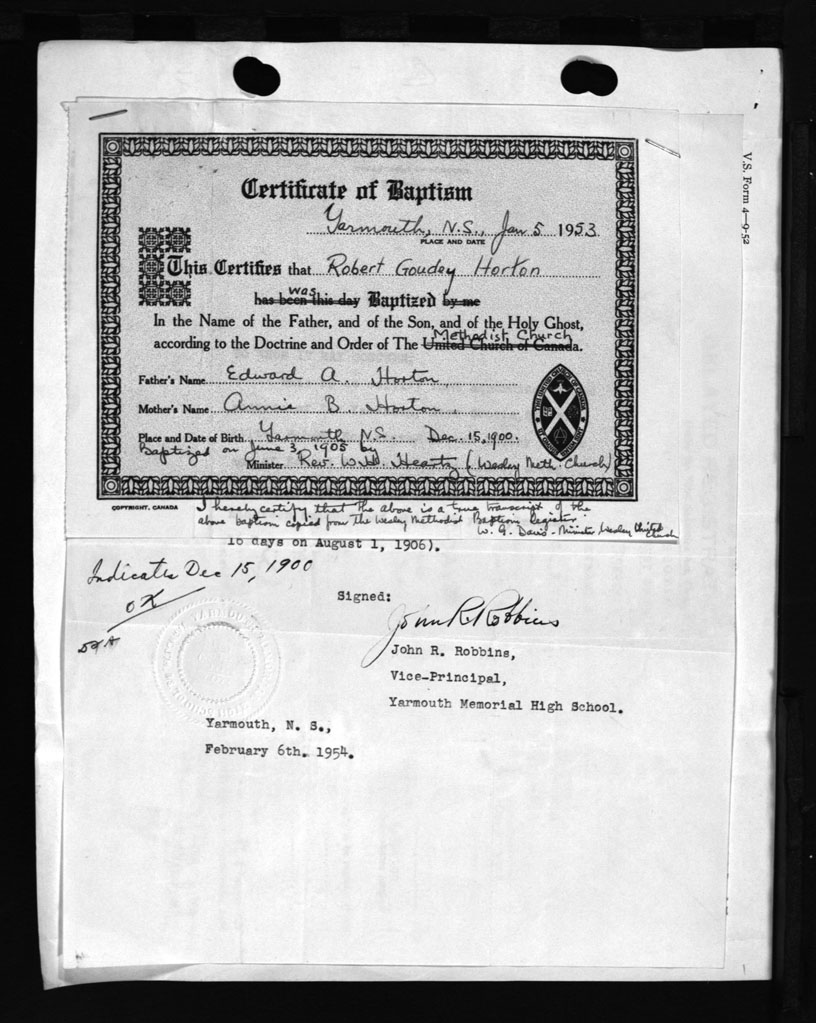 V.S. Form 4—9-52
Certificate of Baptism
Yarmouth, N.S., Jan 5 1953
PLACE AND DATE
This Certifies that Robert Goudey Horton
was
has been this day Baptized by me
In the Name of the Father, and of the Son, and of the Holy Ghost,
Methodist Church
according to the Doctrine and Order of The United Church of Canada.
Father's Name Edward A. Horton,
Mother's Name Annie B. Horton,
Place and Date of Birth Yarmouth N.S. Dec. 15, 1900.
Baptized on June 3, 1905 by
Minister Rev. W. H. (Wesley Meth. Church)
COPYRIGHT, CANADA
I hereby certify that the above is a true transcript of the
above baptism copied from the Wesley Methodist Baptism Register
W. G. Davis - Minister Wesley United Church
16 days on August 1, 1906).
Indicates Dec 15, 1900
OK
Signed:
John R. Robbins
John R. Robbins,
Vice-Principal,
Yarmouth Memorial High School.
Yarmouth, N. S.,
February 6th. 1954.